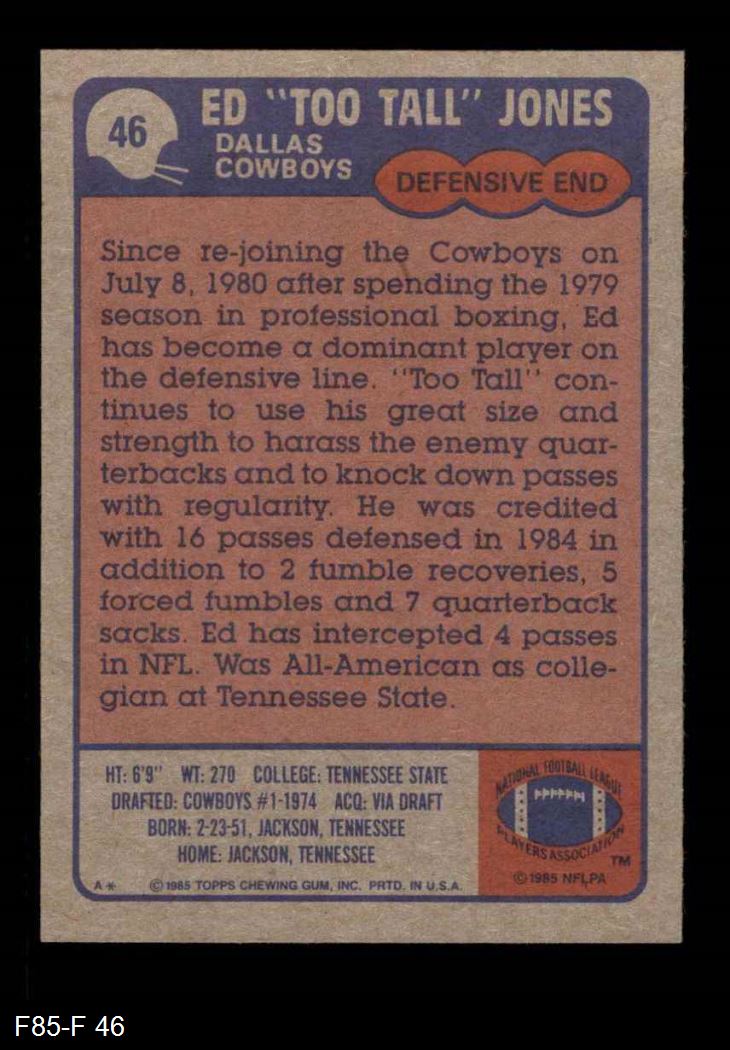 46
ED "TOO TALL" JONES
DALLAS
COWBOYS
DEFENSIVE END
Since re-joining the Cowboys on
July 8, 1980 after spending the 1979
season in professional boxing, Ed
has become a dominant player on
the defensive line. "Too Tall" con-
tinues to use his great size and
strength to harass the enemy quar-
terbacks and to knock down passes
with regularity. He was credited
with 16 passes defensed in 1984 in
addition to 2 fumble recoveries, 5
forced fumbles and 7 quarterback
sacks. Ed has intercepted 4 passes
in NFL. Was All-American as colle-
gian at Tennessee State.
HT: 6'9" WT: 270 COLLEGE: TENNESSEE STATE
DRAFTED: COWBOYS #1-1974 ACQ: VIA DRAFT
BORN: 2-23-51, JACKSON, TENNESSEE
HOME: JACKSON, TENNESSEE
A* © 1985 TOPPS CHEWING GUM, INC. PRTD. IN U.S.A.
NATIONAL FOOTBALL LEAGUE
PLAYERS ASSOCIATION
TM
© 1985 NFLPA
F85-F 46